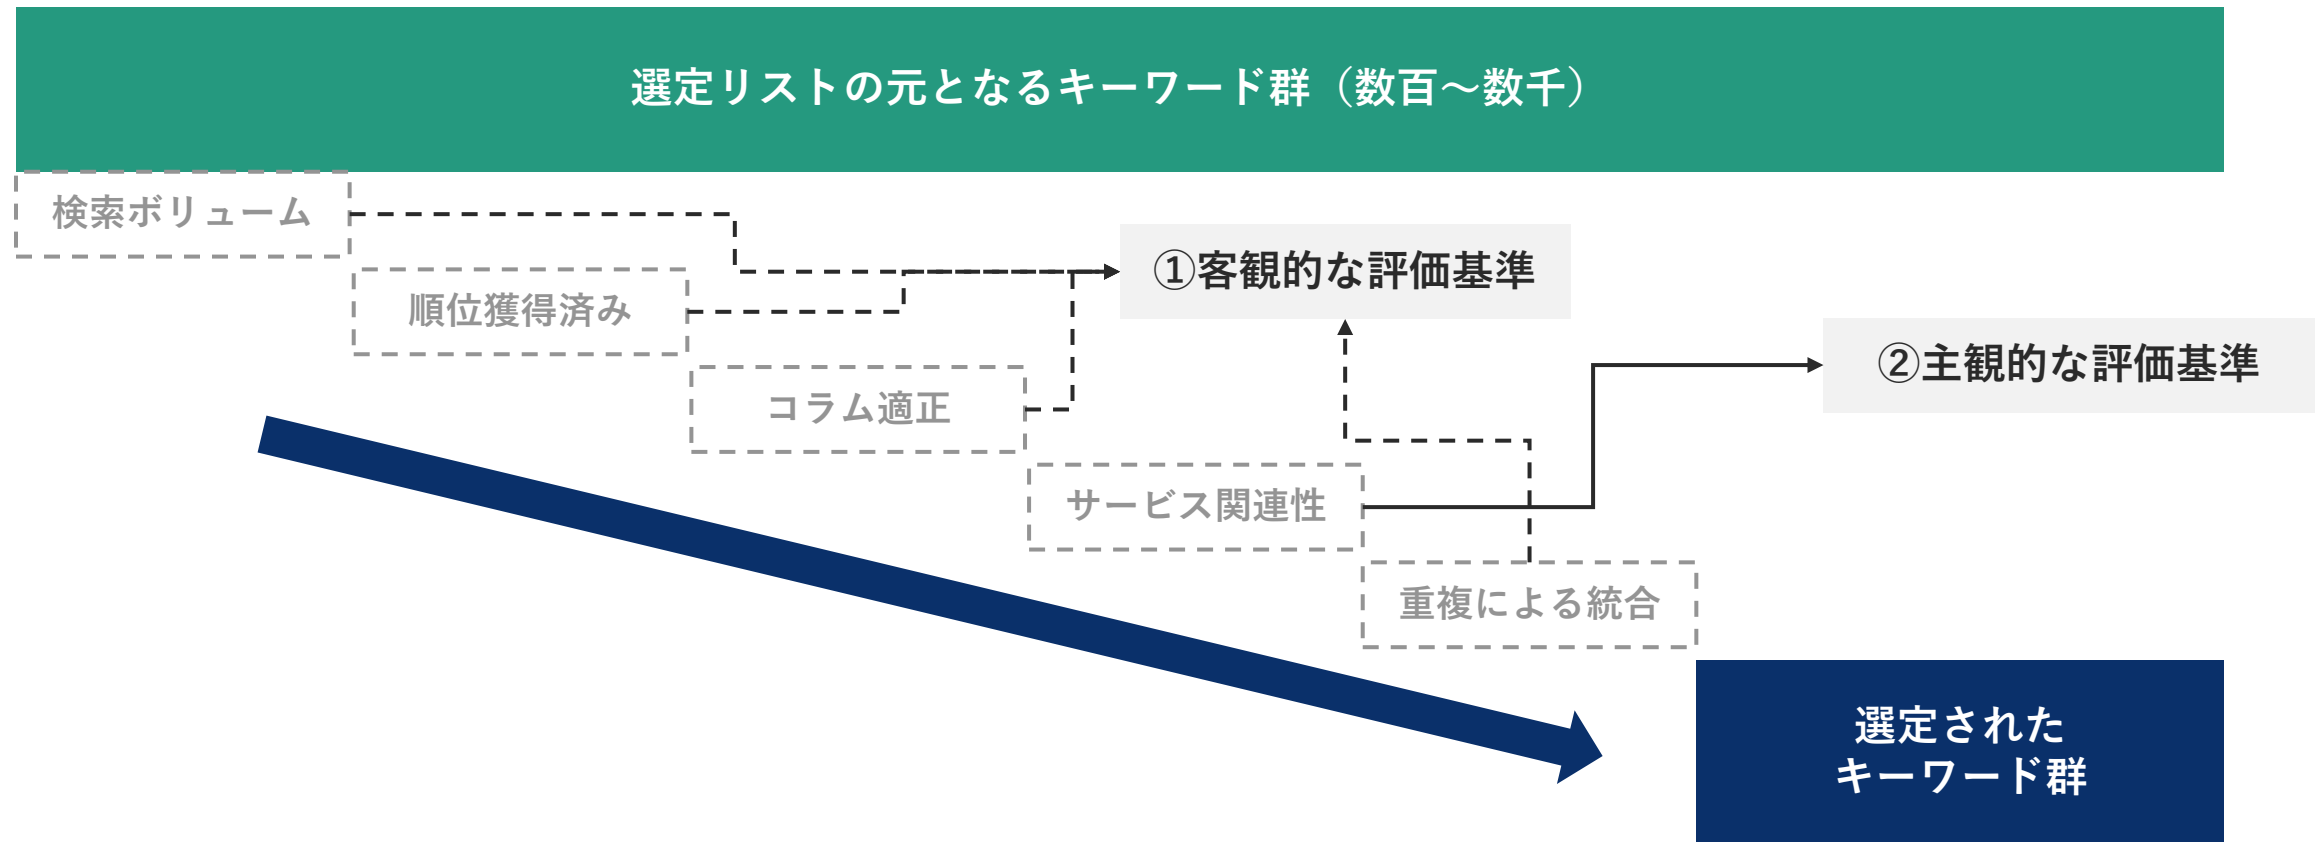 選定リストの元となるキーワード群（数百～数千）
検索ボリューム
順位獲得済み
コラム適正
サービス関連性
重複による統合
①客観的な評価基準
②主観的な評価基準
選定された
キーワード群